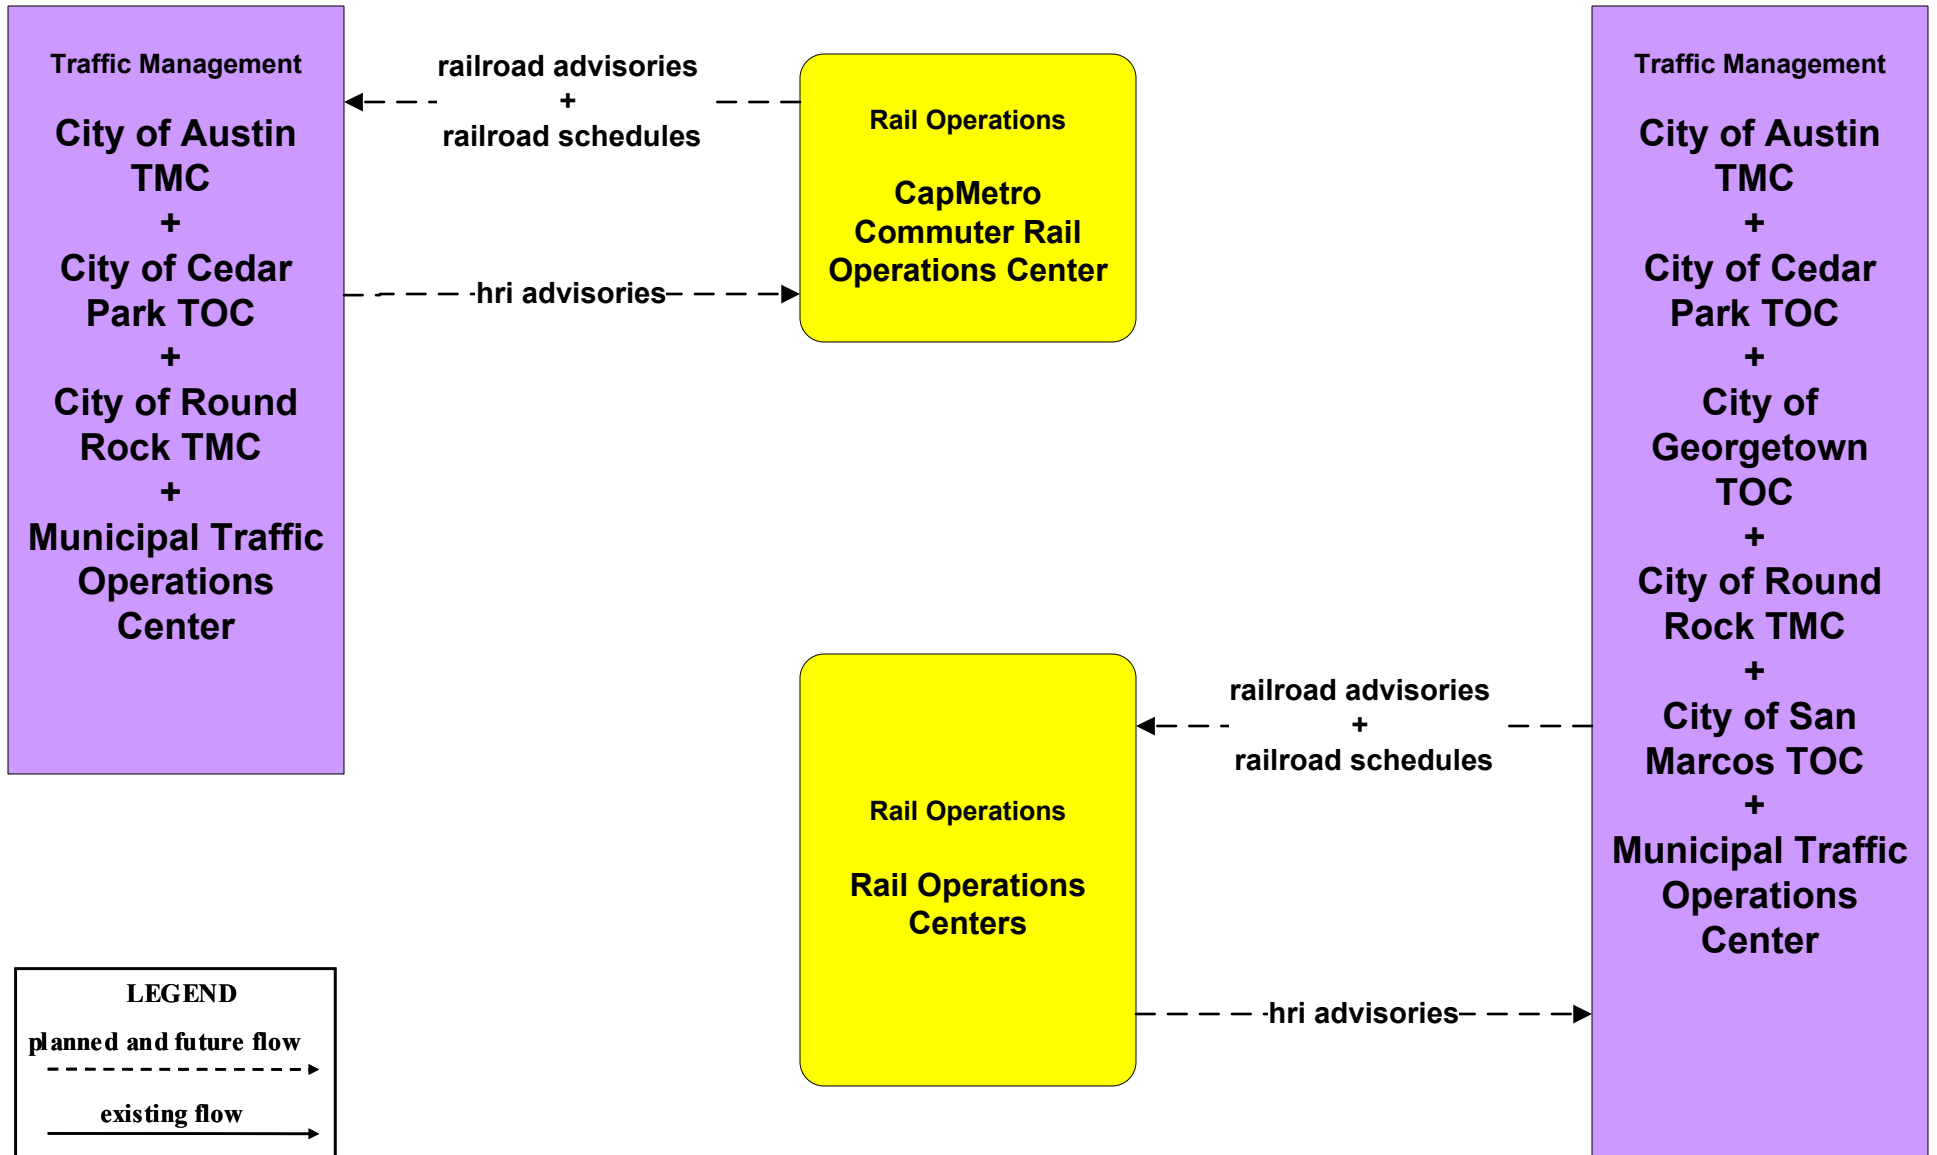 Traffic Management
City of Austin
TMC
+
City of Cedar
Park TOC
+
City of Round
Rock TMC
+
Municipal Traffic
Operations
Center
railroad advisories
+
railroad schedules
hri advisories
Rail Operations
CapMetro
Commuter Rail
Operations Center
Rail Operations
Rail Operations
Centers
railroad advisories
+
railroad schedules
hri advisories
Traffic Management
City of Austin
TMC
+
City of Cedar
Park TOC
+
City of
Georgetown
TOC
+
City of Round
Rock TMC
+
City of San
Marcos TOC
+
Municipal Traffic
Operations
Center
LEGEND
planned and future flow
existing flow